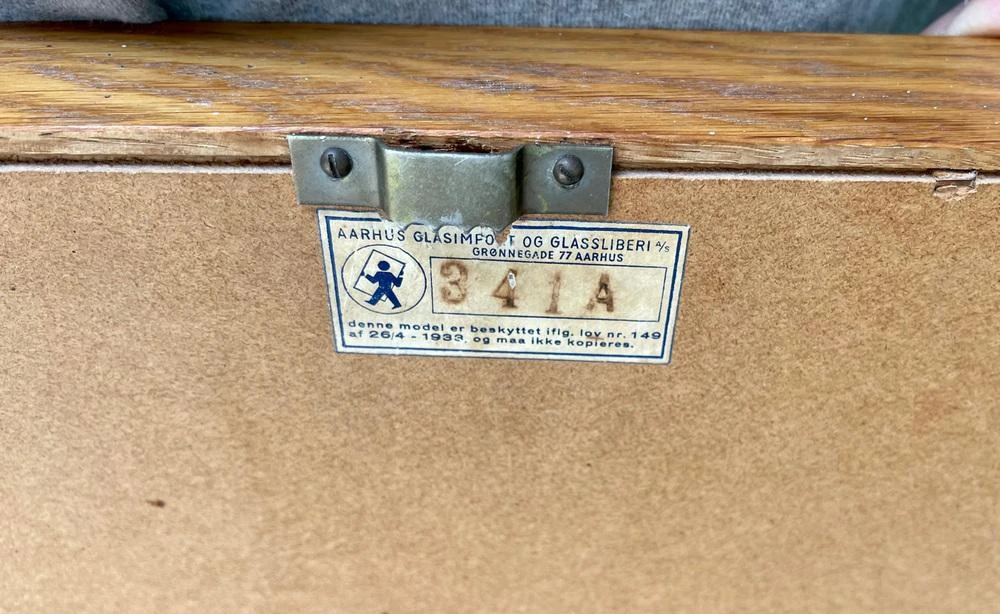 AARHUS GLASIMPORT OG GLASSLIBERI A/S
GRØNNEGADE 77 AARHUS
341A
denne model er beskyttet iflg. lov nr. 149
af 26/4 - 1933, og maa ikke kopieres.